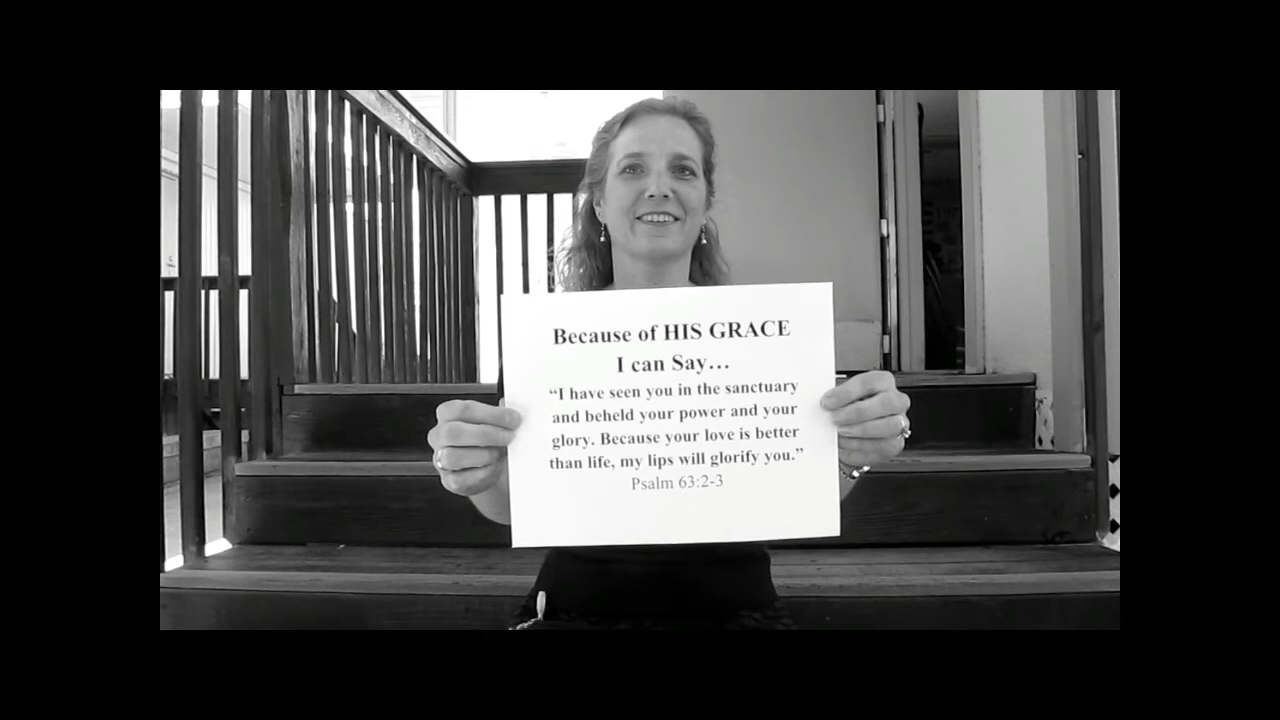 Because of HIS GRACE
I can Say…
“I have seen you in the sanctuary
and beheld your power and your
glory. Because your love is better
than life, my lips will glorify you.”
Psalm 63:2-3